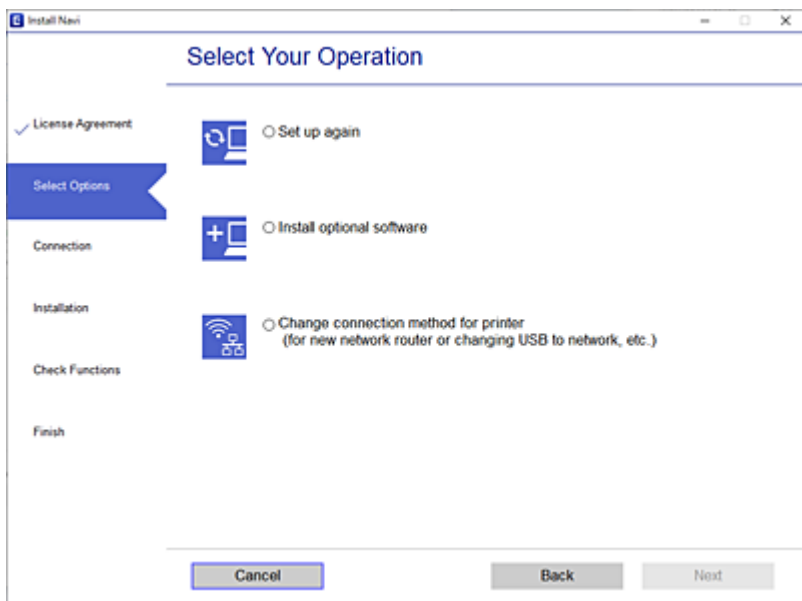 Install Navi
Select Your Operation
License Agreement
Select Options
Connection
Installation
Check Functions
Finish
Set up again
Install optional software
Change connection method for printer
(for new network router or changing USB to network, etc.)
Cancel
Back
Next